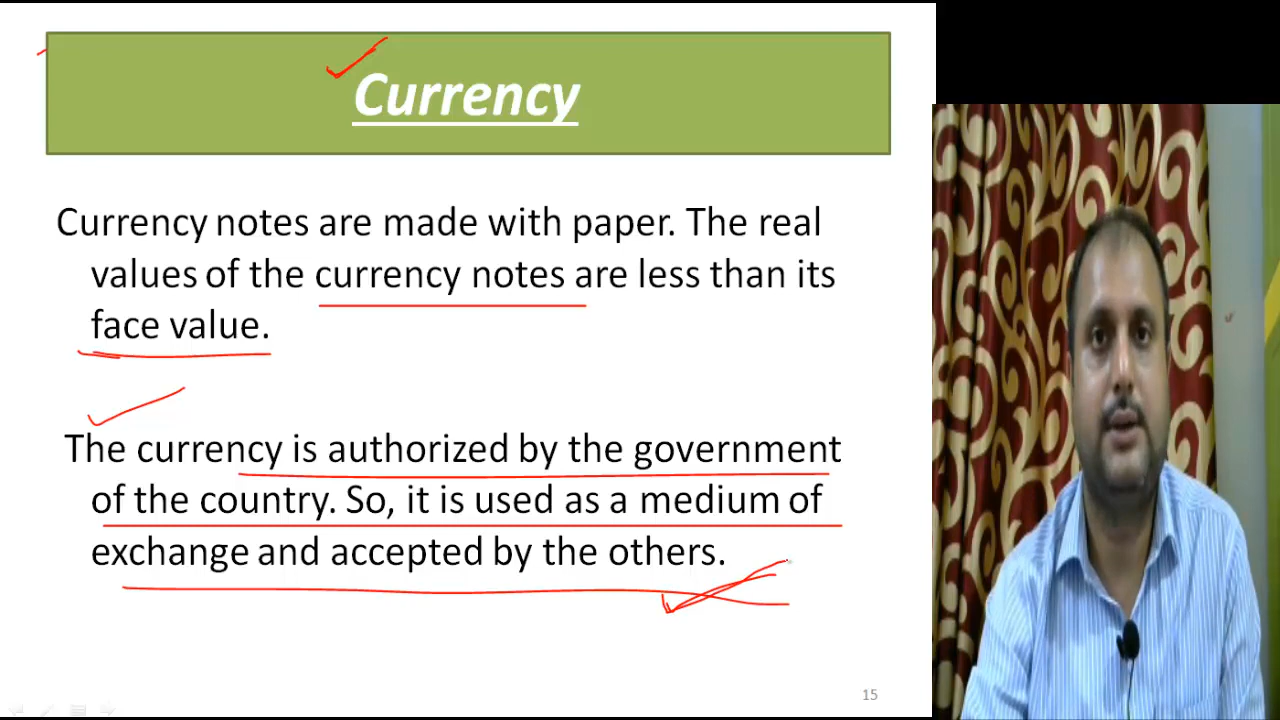 Currency
Currency notes are made with paper. The real
values of the currency notes are less than its
face value.
The currency is authorized by the government
of the country. So, it is used as a medium of
exchange and accepted by the others.
15